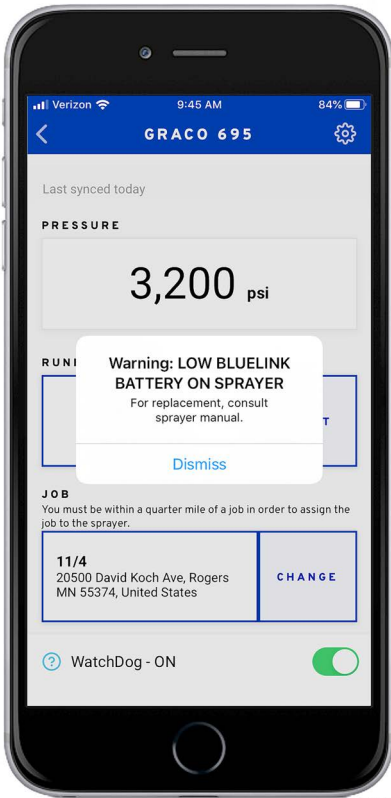 Verizon 9:45 AM 84%
GRACO 695
Last synced today
PRESSURE
3,200 psi
Warning: LOW BLUELINK
BATTERY ON SPRAYER
For replacement, consult
sprayer manual.
Dismiss
JOB
You must be within a quarter mile of a job in order to assign the
job to the sprayer.
11/4
20500 David Koch Ave, Rogers
MN 55374, United States
CHANGE
? WatchDog - ON